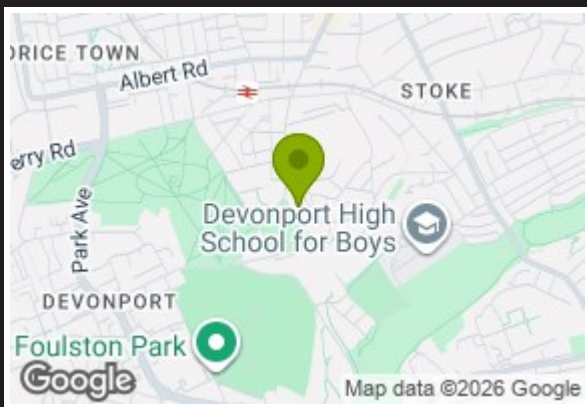 ORICE TOWN
Albert Rd
STOKE
erry Rd
Park Ave
Devonport High
School for Boys
DEVONPORT
Foulston Park
Google
Map data ©2026 Google